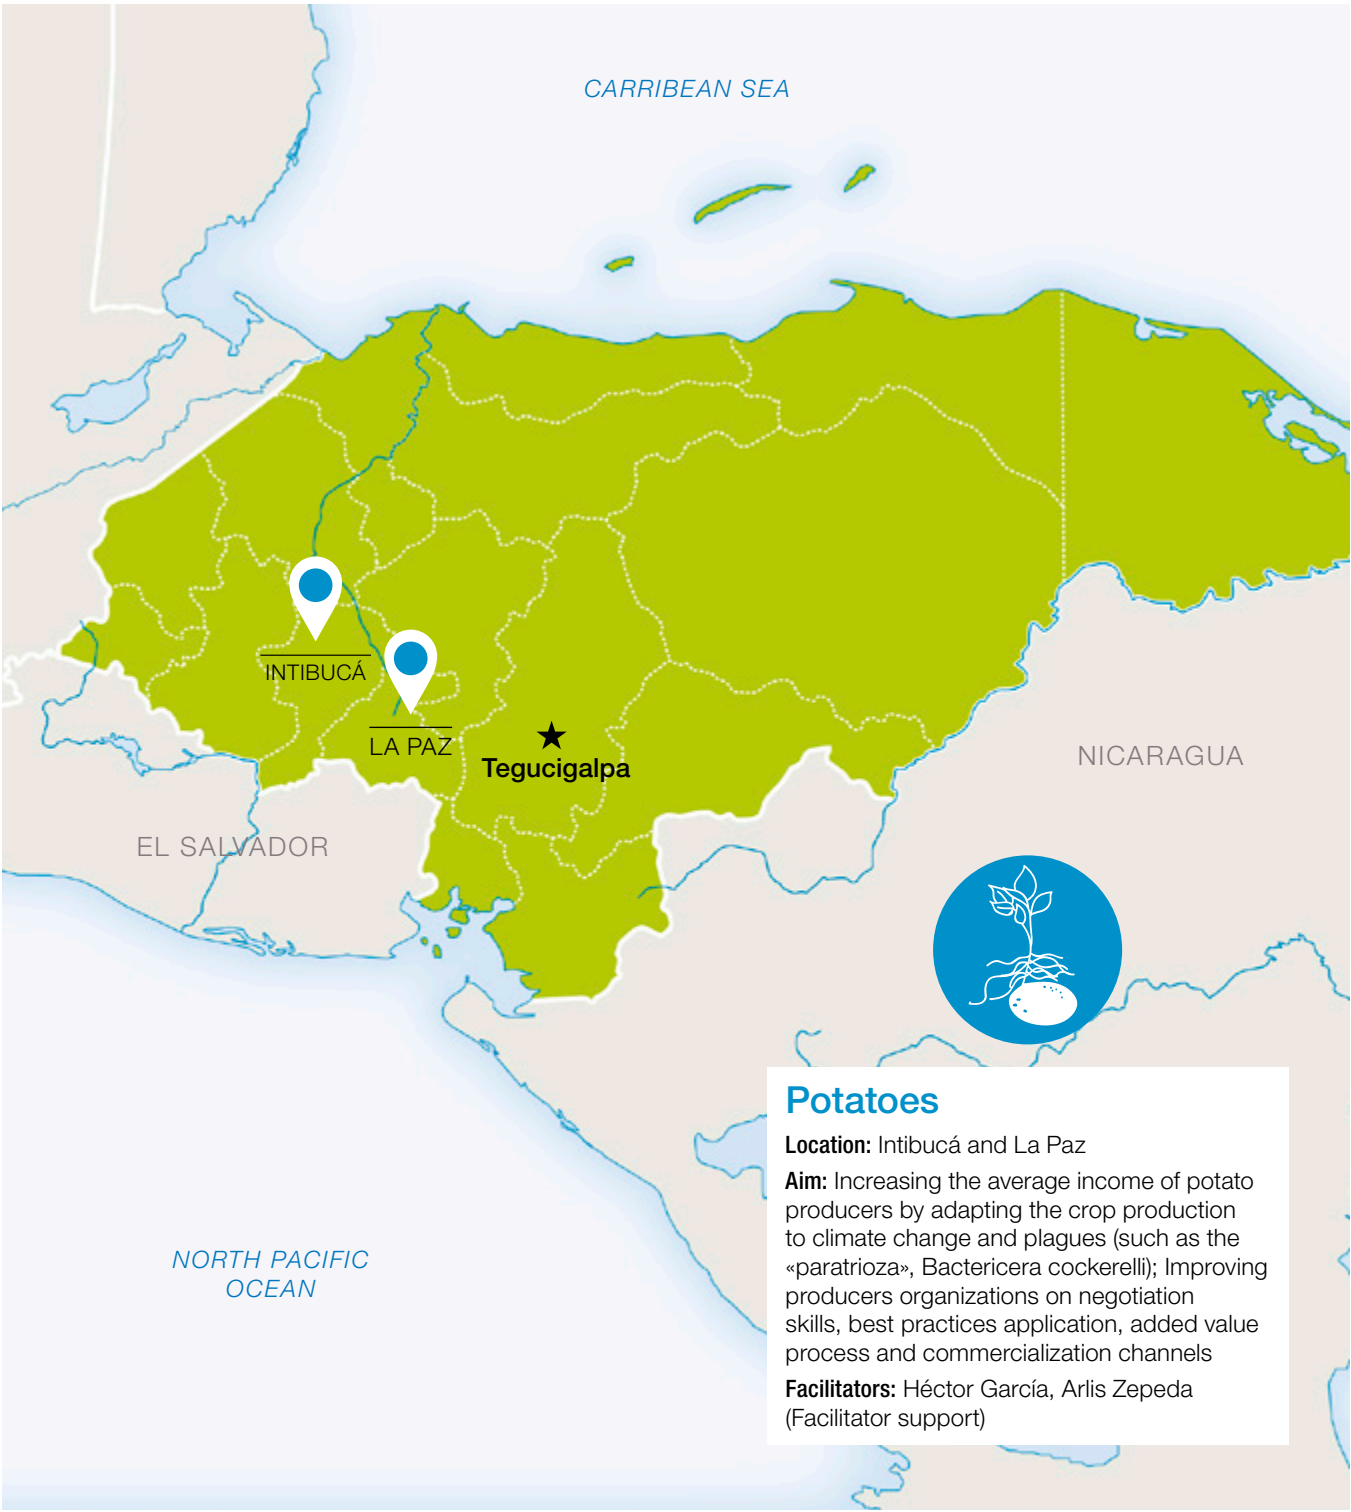 CARRIBEAN SEA
INTIBUCÁ
LA PAZ
Tegucigalpa
NICARAGUA
EL SALVADOR
NORTH PACIFIC
OCEAN
Potatoes
Location: Intibucá and La Paz
Aim: Increasing the average income of potato
producers by adapting the crop production
to climate change and plagues (such as the
«paratrioza», Bactericera cockerelli); Improving
producers organizations on negotiation
skills, best practices application, added value
process and commercialization channels
Facilitators: Héctor García, Arlis Zepeda
(Facilitator support)